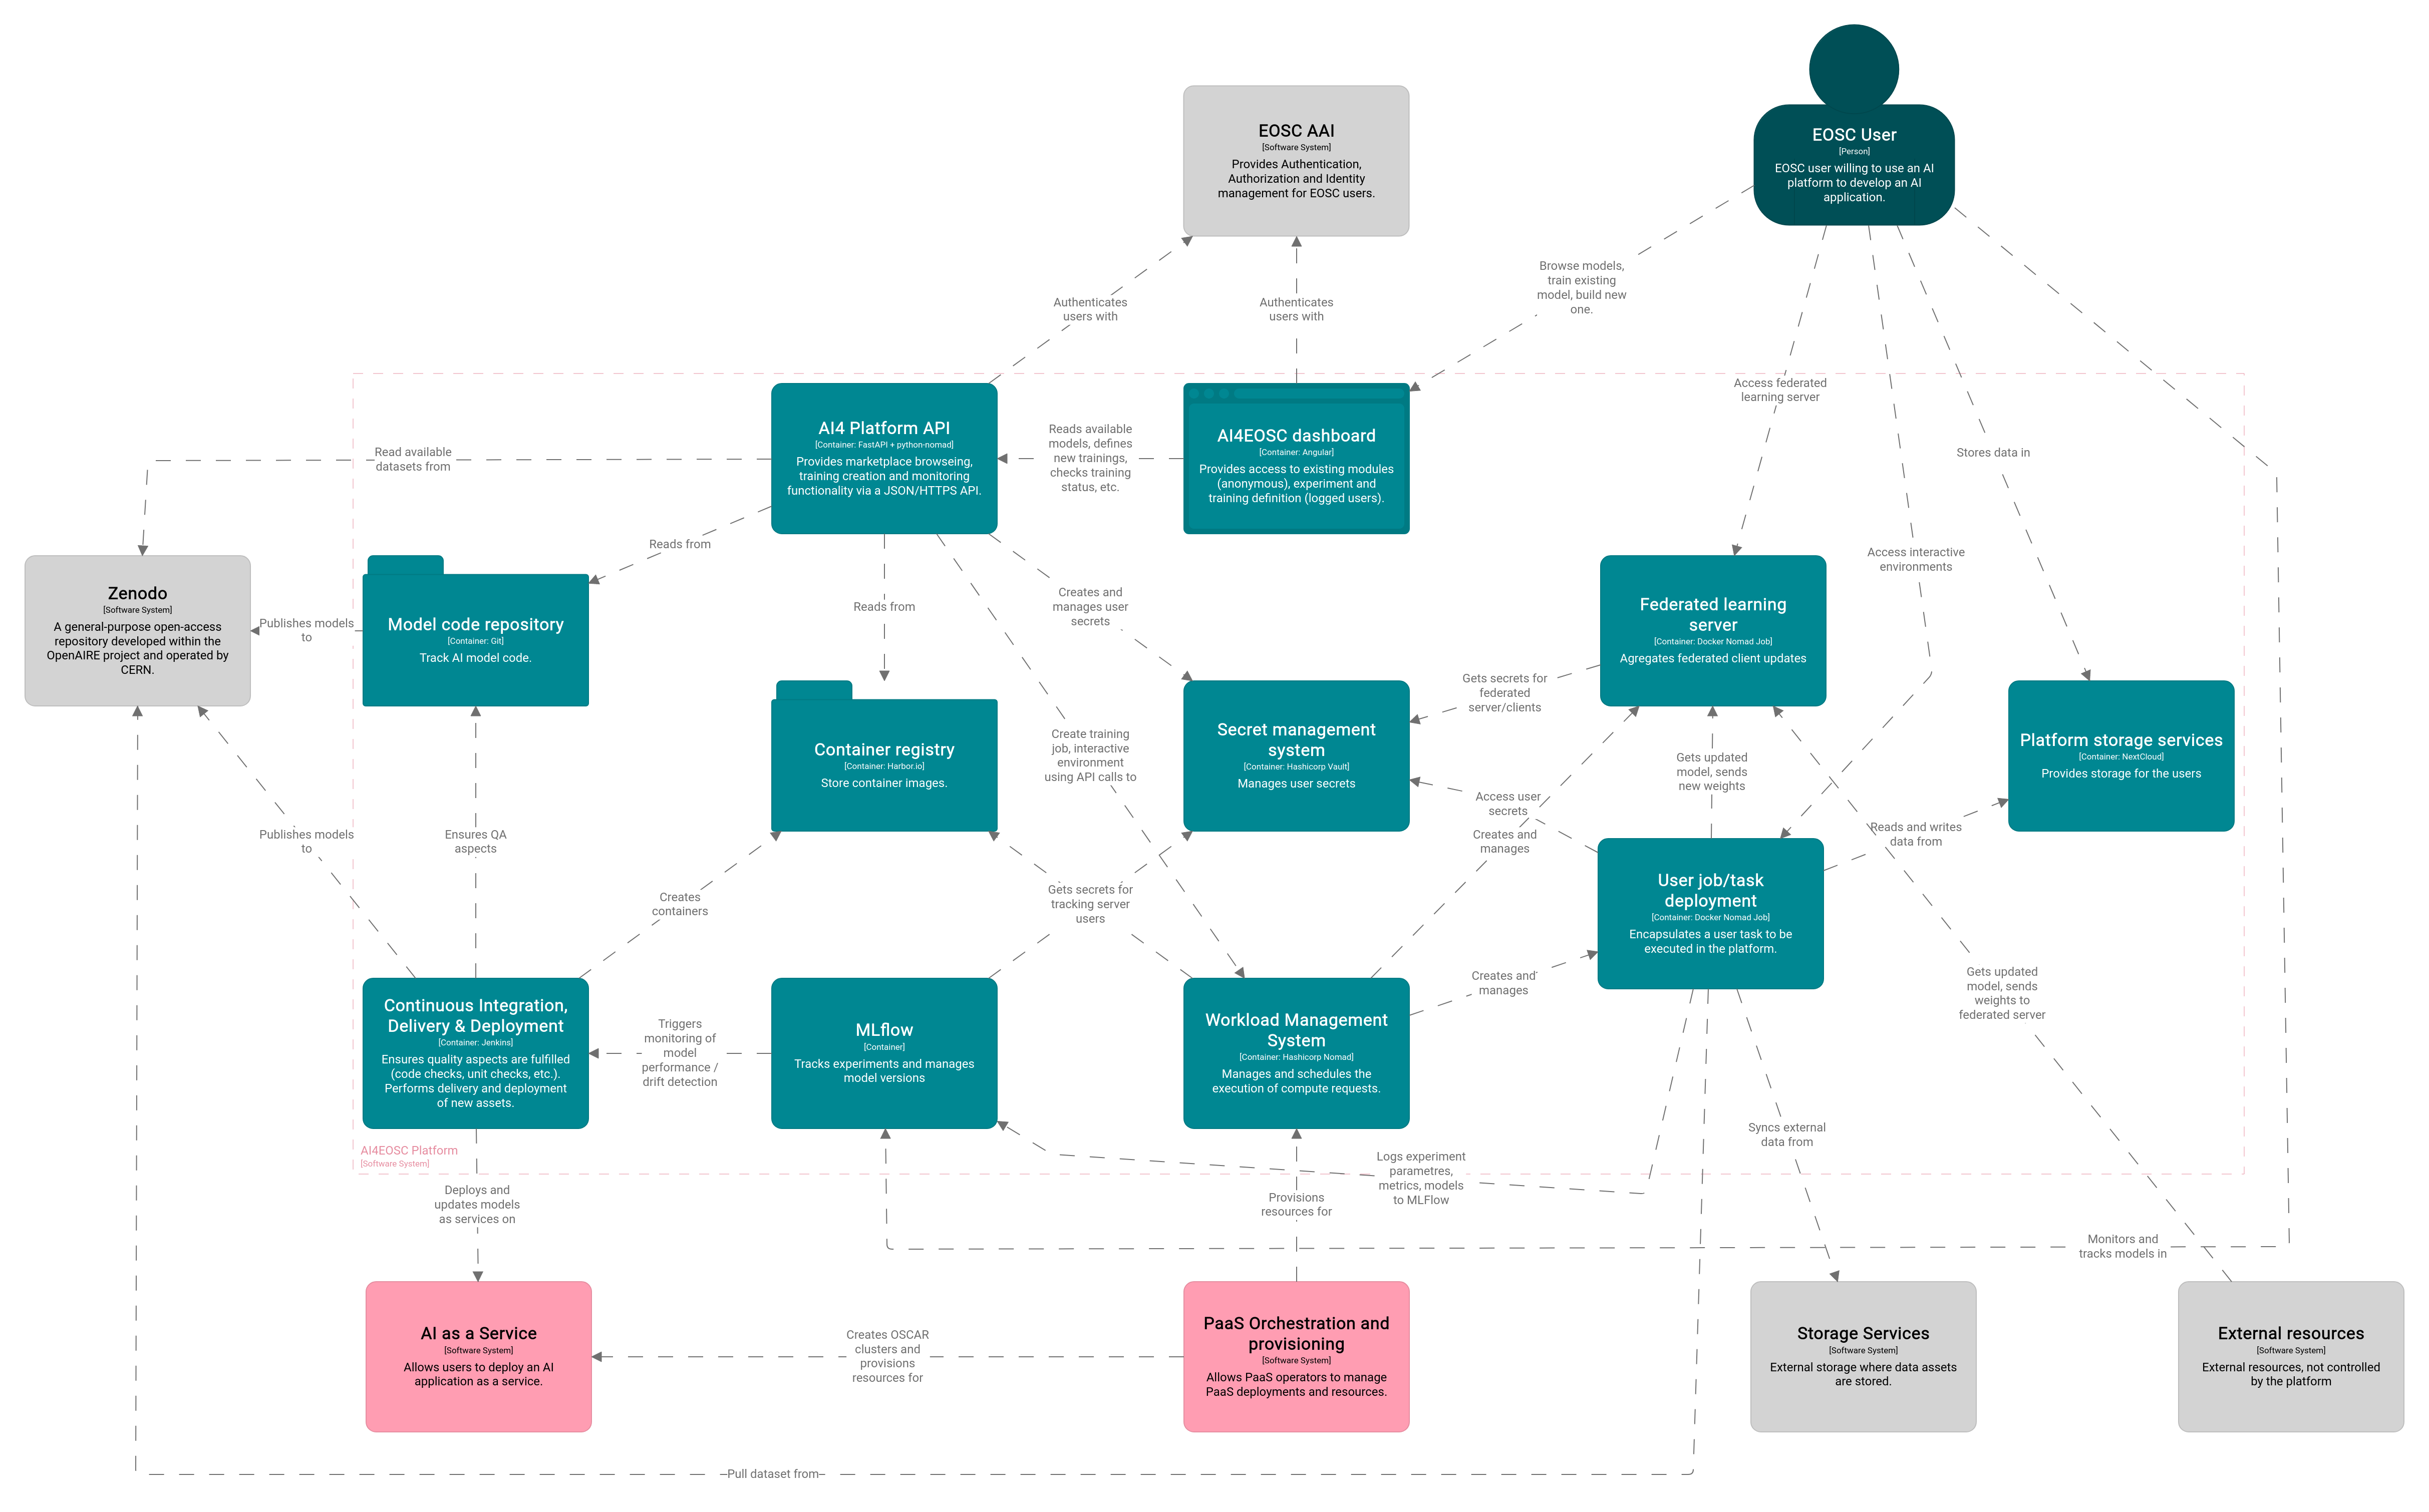 EOSC User
[Person]
EOSC user willing to use an AI
platform to develop an AI
application.
EOSC AAI
[Software System]
Provides Authentication,
Authorization and Identity
management for EOSC users.
Browse models,
train existing
model, build new
one.
Authenticates
users with
Authenticates
users with
Access federated
learning server
AI4 Platform API
[Container: FastAPI + python-nomad]
Provides marketplace browseing,
training creation and monitoring
functionality via a JSON/HTTPS API.
Reads available
models, defines
new trainings,
checks training
status, etc.
AI4EOSC dashboard
[Container: Angular]
Provides access to existing modules
(anonymous), experiment and
training definition (logged users).
Read available
datasets from
Stores data in
Reads from
Access interactive
environments
Zenodo
[Software System]
A general-purpose open-access
repository developed within the
OpenAIRE project and operated by
CERN.
Publishes models
to
Model code repository
[Container: Git]
Track AI model code.
Reads from
Creates and
manages user
secrets
Federated learning
server
[Container: Docker Nomad Job]
Agregates federated client updates
Gets secrets for
federated
server/clients
Container registry
[Container: Harbor.io]
Store container images.
Create training
job, interactive
environment
using API calls to
Secret management
system
[Container: Hashicorp Vault]
Manages user secrets
Gets updated
model, sends
new weights
Platform storage services
[Container: NextCloud]
Provides storage for the users
Access user
secrets
Creates and
manages
Reads and writes
data from
Publishes models
to
Ensures QA
aspects
Creates
containers
Gets secrets for
tracking server
users
User job/task
deployment
[Container: Docker Nomad Job]
Encapsulates a user task to be
executed in the platform.
Creates and
manages
Gets updated
model, sends
weights to
federated server
Continuous Integration,
Delivery & Deployment
[Container: Jenkins]
Ensures quality aspects are fulfilled
(code checks, unit checks, etc.).
Performs delivery and deployment
of new assets.
Triggers
monitoring of
model
performance /
drift detection
MLflow
[Container]
Tracks experiments and manages
model versions
Workload Management
System
[Container: Hashicorp Nomad]
Manages and schedules the
execution of compute requests.
Syncs external
data from
AI4EOSC Platform
[Software System]
Logs experiment
parametres,
metrics, models
to MLFlow
Deploys and
updates models
as services on
Provisions
resources for
Monitors and
tracks models in
AI as a Service
[Software System]
Allows users to deploy an AI
application as a service.
Creates OSCAR
clusters and
provisions
resources for
PaaS Orchestration and
provisioning
[Software System]
Allows PaaS operators to manage
PaaS deployments and resources.
Storage Services
[Software System]
External storage where data assets
are stored.
External resources
[Software System]
External resources, not controlled
by the platform
Pull dataset from